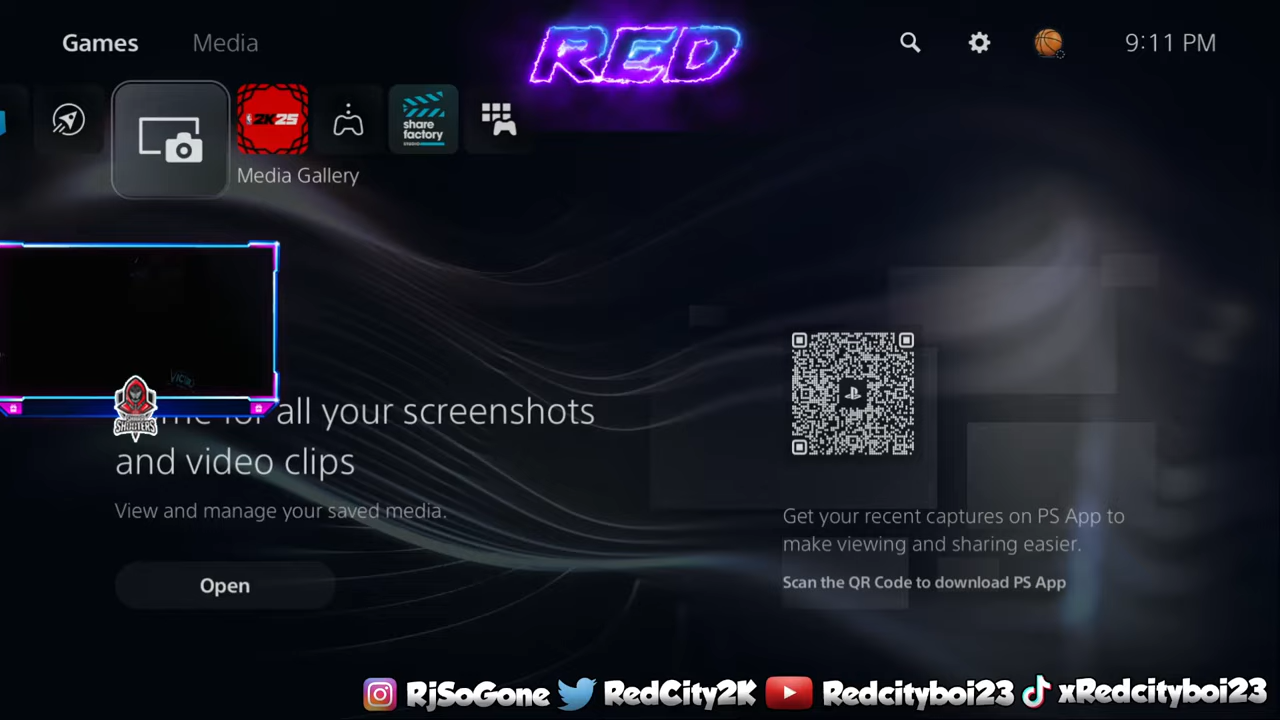 Games
Media
RED
9:11 PM
2K25
share
factory
STUDIO
Media Gallery
all your screenshots
and video clips
SHOOTERS
View and manage your saved media.
Open
Get your recent captures on PS App to
make viewing and sharing easier.
Scan the QR Code to download PS App
RjSoGone
RedCity2K
Redcityboi23
xRedcityboi23